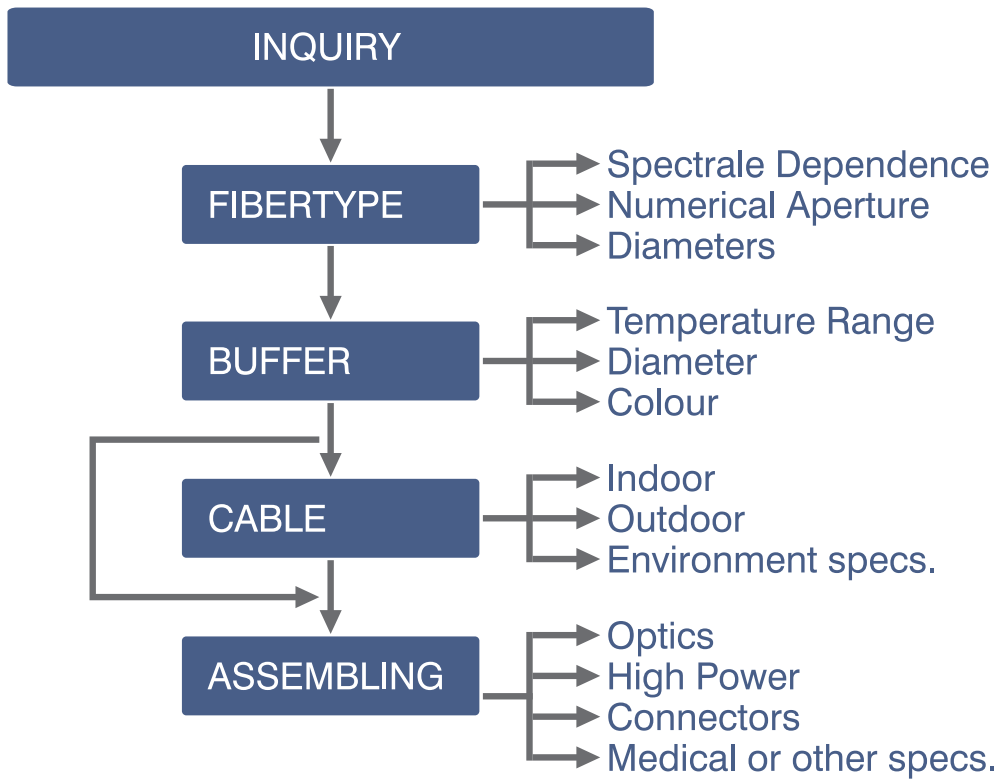 INQUIRY
FIBERTYPE
Spectrale Dependence
Numerical Aperture
Diameters
BUFFER
Temperature Range
Diameter
Colour
CABLE
Indoor
Outdoor
Environment specs.
ASSEMBLING
Optics
High Power
Connectors
Medical or other specs.